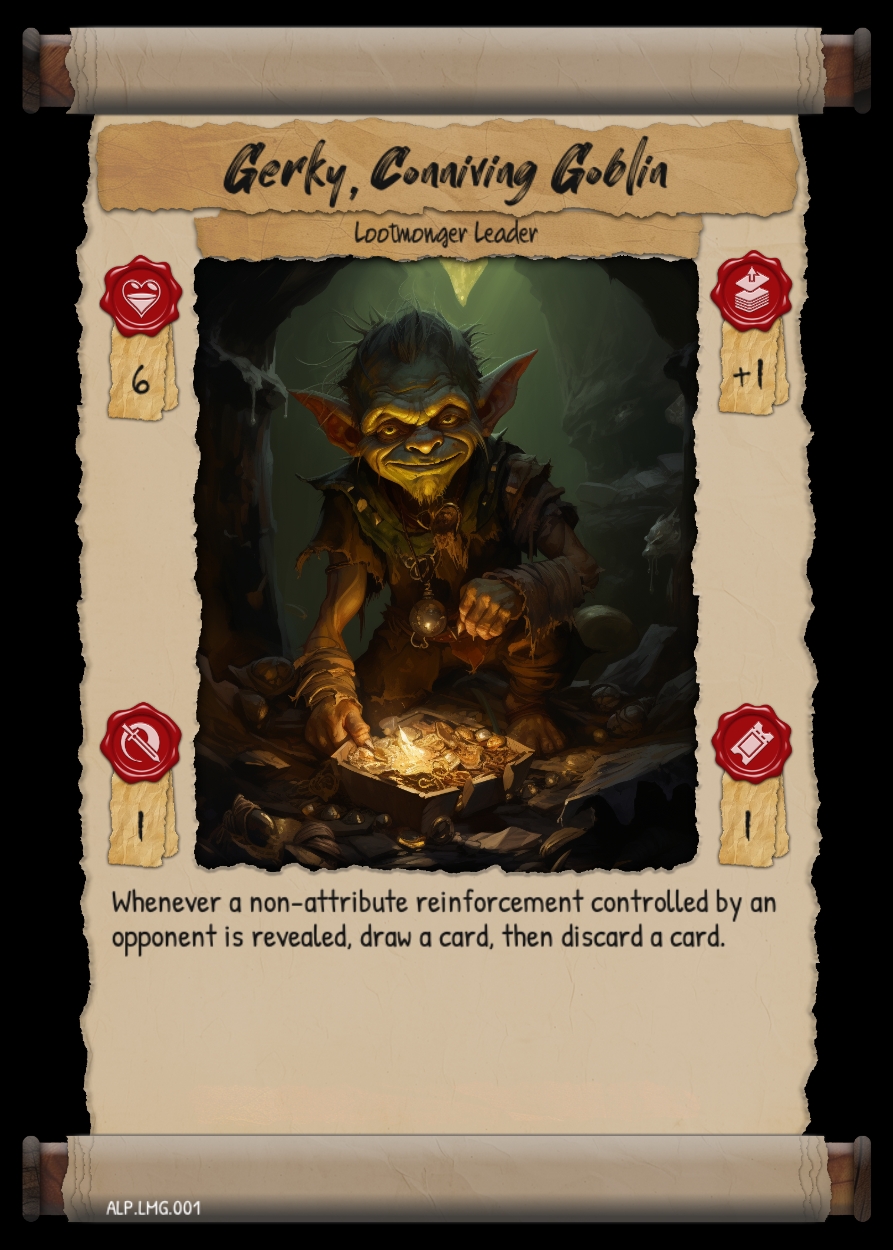 Gerky, Conniving Goblin
Lootmonger Leader
6
+1
1
1
Whenever a non-attribute reinforcement controlled by an
opponent is revealed, draw a card, then discard a card.
ALP.LMG.001